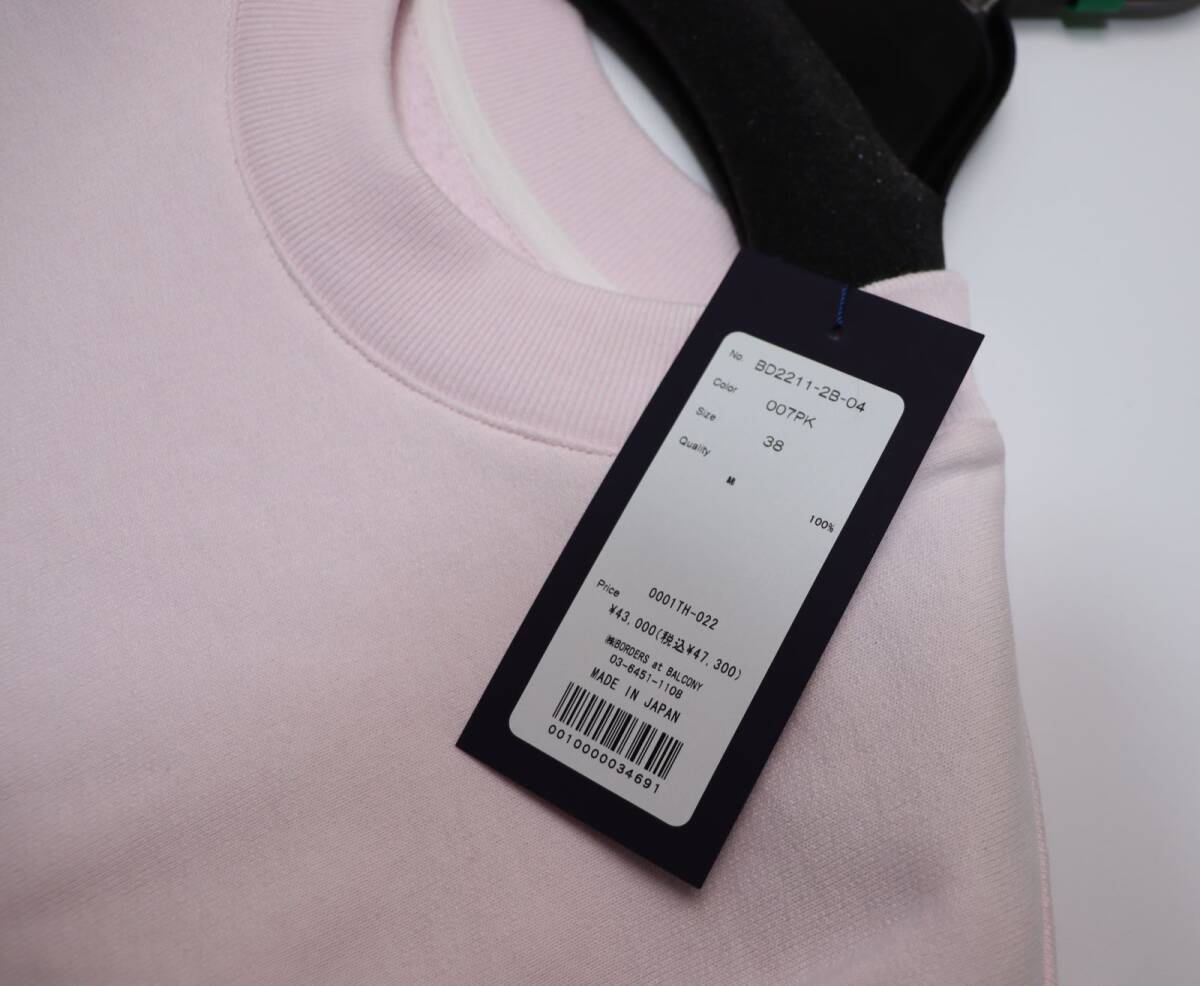 No. BD2211-2B-04
Color 007PK
Size 38
Quality
100%
0001TH-022
Price ¥43,000(税込¥47,300)
㈱BORDERS at BALCONY
03-6451-1108
MADE IN JAPAN
0010000034691